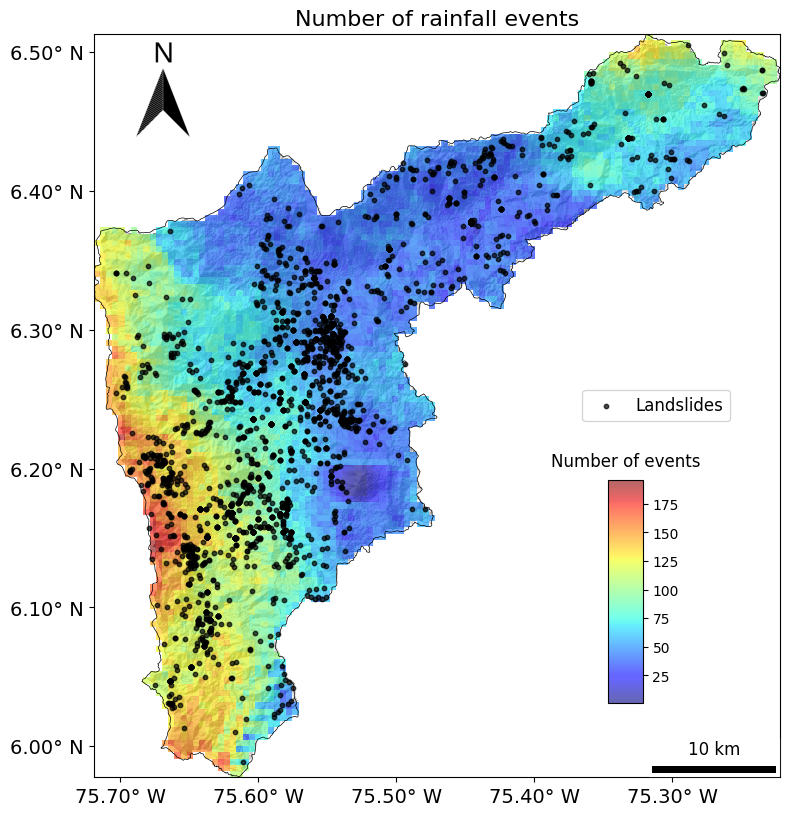 Number of rainfall events
N
6.50° N
6.40° N
6.30° N
6.20° N
6.10° N
6.00° N
Landslides
Number of events
175
150
125
100
75
50
25
10 km
75.70° W 75.60° W 75.50° W 75.40° W 75.30° W